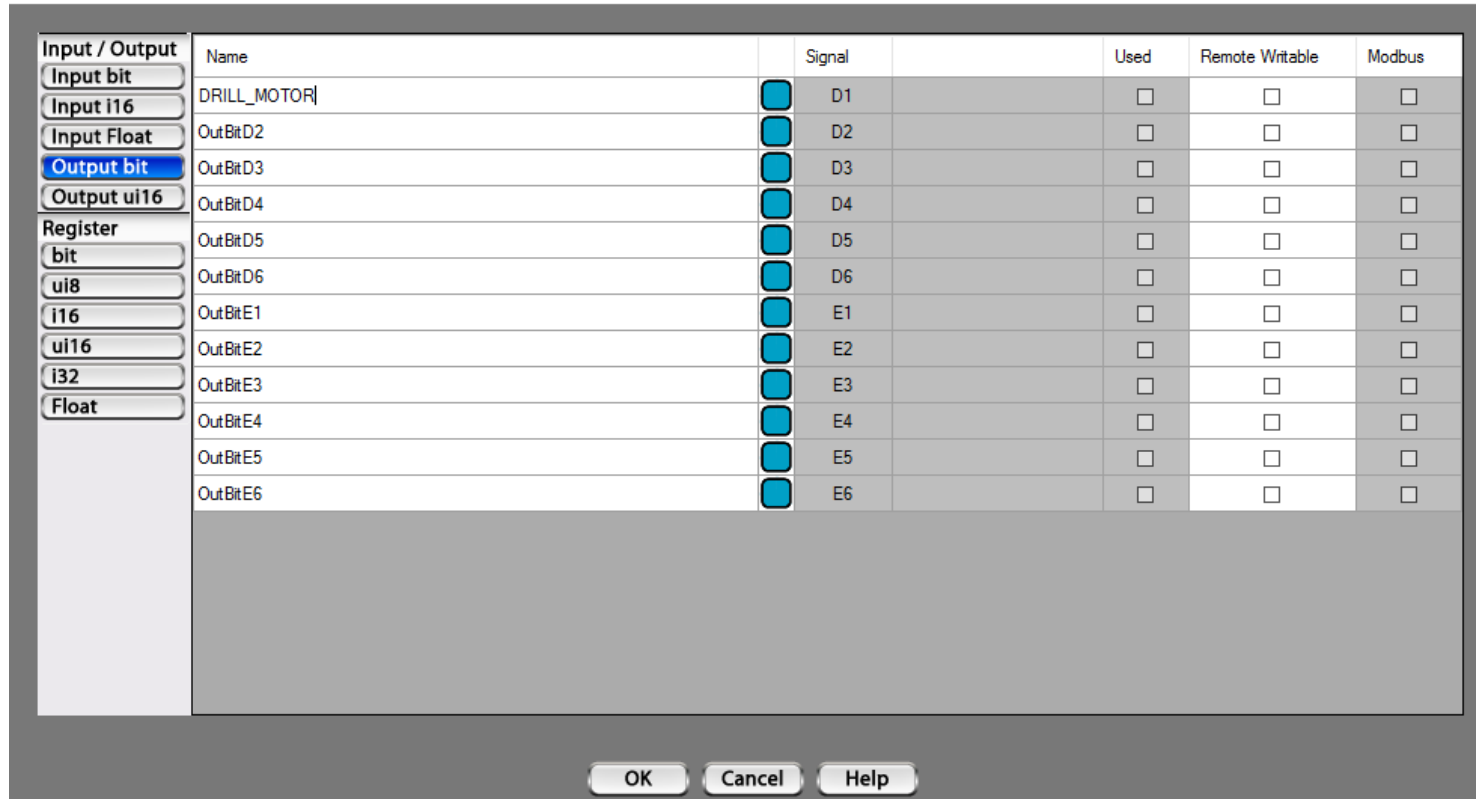 Input / Output
Input bit
Input i16
Input Float
Output bit
Output ui16
Register
bit
ui8
i16
ui16
i32
Float
Name Signal Used Remote Writable Modbus
DRILL_MOTOR D1
OutBitD2 D2
OutBitD3 D3
OutBitD4 D4
OutBitD5 D5
OutBitD6 D6
OutBitE1 E1
OutBitE2 E2
OutBitE3 E3
OutBitE4 E4
OutBitE5 E5
OutBitE6 E6
OK Cancel Help